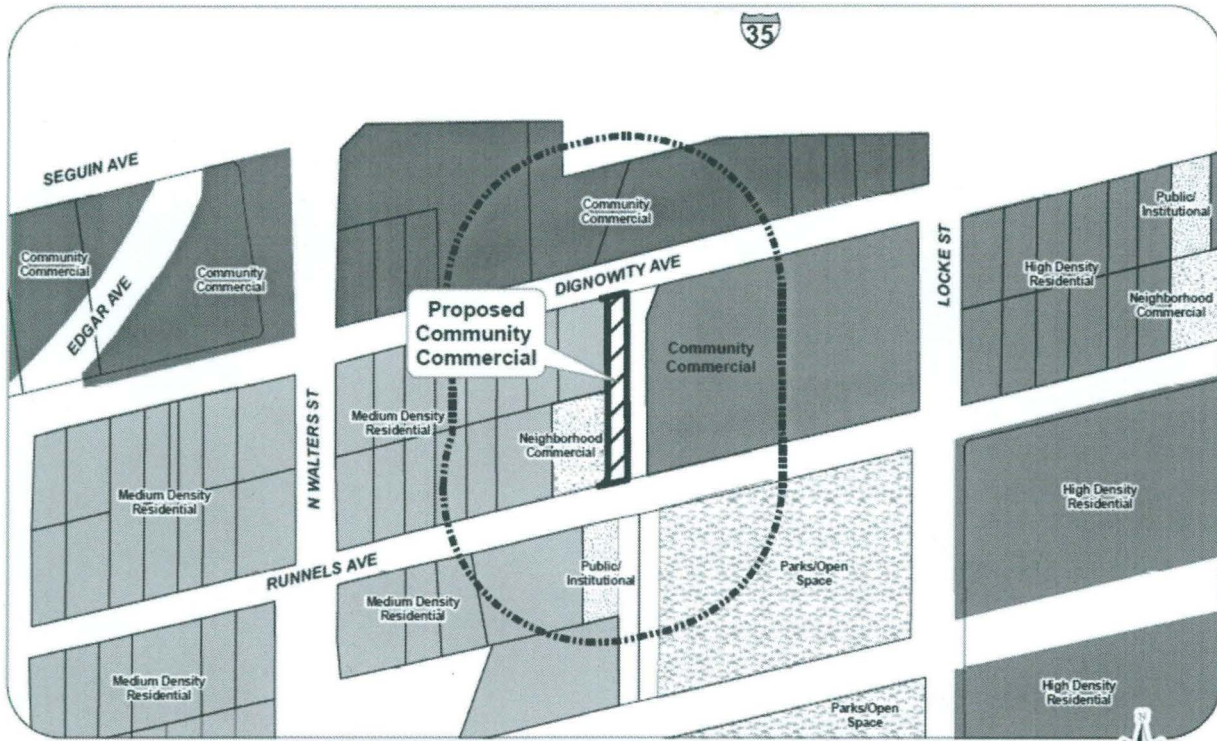 35
SEGUIN AVE
EDGAR AVE
Community
Commercial
Community
Commercial
N WALTERS ST
Community
Commercial
DIGNOWITY AVE
Proposed
Community
Commercial
Community
Commercial
LOCKE ST
Public/
Institutional
High Density
Residential
Neighborhood
Commercial
Medium Density
Residential
Neighborhood
Commercial
Medium Density
Residential
High Density
Residential
RUNNELS AVE
Public/
Institutional
Parks/Open
Space
Medium Density
Residential
Medium Density
Residential
High Density
Residential
Parks/Open
Space
N